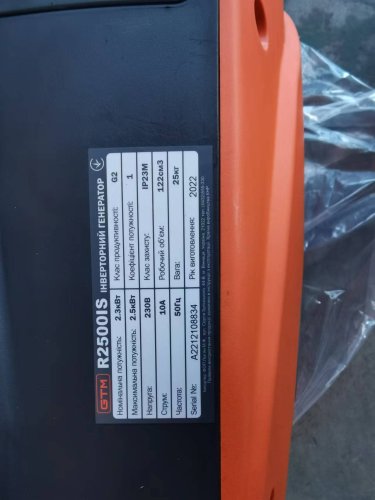 GTM R2500IS
ІНВЕРТОРНИЙ ГЕНЕРАТОР
Номінальна потужність: 2.3кВт Клас продуктивності: G2
Максимальна потужність: 2.5кВт Коефіцієнт потужності: 1
Напруга: 230В Клас захисту: IP23M
Струм: 10А Робочий об'єм: 122см3
Частота: 50Гц Вага: 25кг
Serial №: A2212108834 Рік виготовлення: 2022